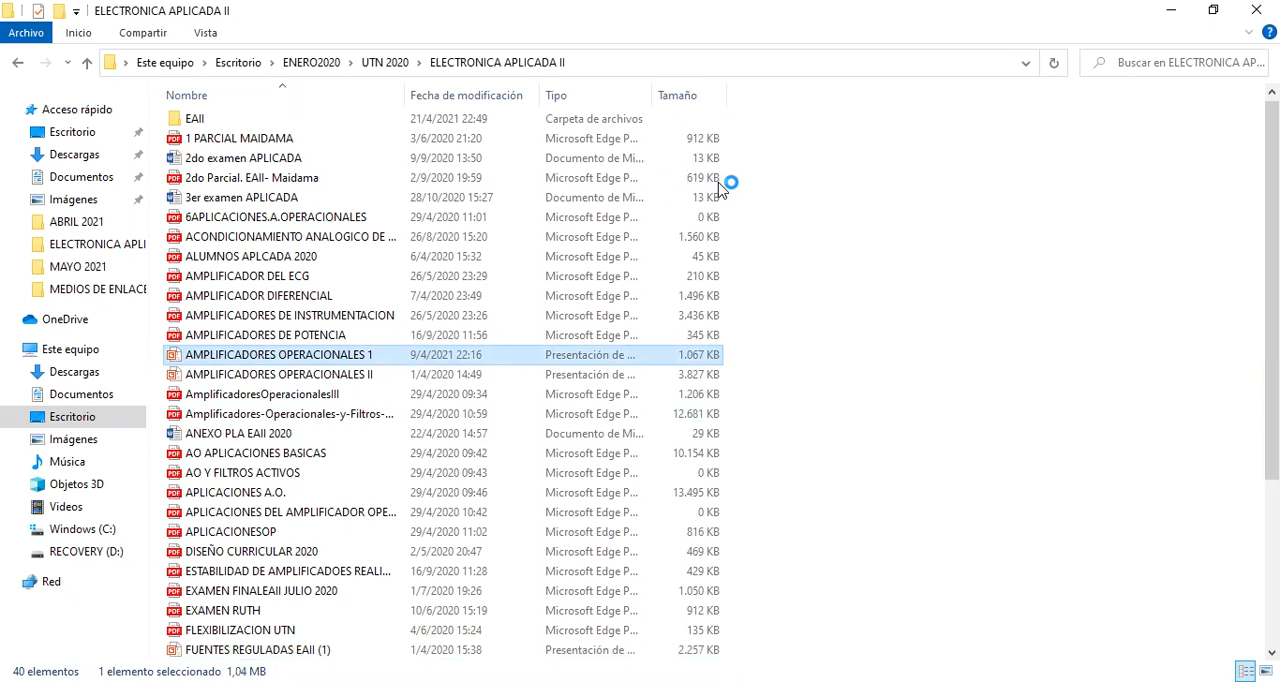 ELECTRONICA APLICADA II
Archivo Inicio Compartir Vista
Este equipo › Escritorio › ENERO2020 › UTN 2020 › ELECTRONICA APLICADA II
Buscar en ELECTRONICA AP...
Acceso rápido
Escritorio
Descargas
Documentos
Imágenes
ABRIL 2021
ELECTRONICA APLI
MAYO 2021
MEDIOS DE ENLACE
OneDrive
Este equipo
Descargas
Documentos
Escritorio
Imágenes
Música
Objetos 3D
Videos
Windows (C:)
RECOVERY (D:)
Red
Nombre Fecha de modificación Tipo Tamaño
EAII 21/4/2021 22:49 Carpeta de archivos
1 PARCIAL MAIDAMA 3/6/2020 21:20 Microsoft Edge P... 912 KB
2do examen APLICADA 9/9/2020 13:50 Documento de Mi... 13 KB
2do Parcial. EAII- Maidama 2/9/2020 19:59 Microsoft Edge P... 619 KB
3er examen APLICADA 28/10/2020 15:27 Documento de Mi... 13 KB
6APLICACIONES.A.OPERACIONALES 29/4/2020 11:01 Microsoft Edge P... 0 KB
ACONDICIONAMIENTO ANALOGICO DE ... 26/8/2020 15:20 Microsoft Edge P... 1.560 KB
ALUMNOS APLCADA 2020 6/4/2020 15:32 Microsoft Edge P... 45 KB
AMPLIFICADOR DEL ECG 26/5/2020 23:29 Microsoft Edge P... 210 KB
AMPLIFICADOR DIFERENCIAL 7/4/2020 23:49 Microsoft Edge P... 1.496 KB
AMPLIFICADORES DE INSTRUMENTACION 26/5/2020 23:26 Microsoft Edge P... 3.436 KB
AMPLIFICADORES DE POTENCIA 16/9/2020 11:56 Microsoft Edge P... 345 KB
AMPLIFICADORES OPERACIONALES 1 9/4/2021 22:16 Presentación de ... 1.067 KB
AMPLIFICADORES OPERACIONALES II 1/4/2020 14:49 Presentación de ... 3.827 KB
AmplificadoresOperacionalesIII 29/4/2020 09:34 Microsoft Edge P... 1.206 KB
Amplificadores-Operacionales-y-Filtros-... 29/4/2020 10:59 Microsoft Edge P... 12.681 KB
ANEXO PLA EAII 2020 22/4/2020 14:57 Documento de Mi... 29 KB
AO APLICACIONES BASICAS 29/4/2020 09:42 Microsoft Edge P... 10.154 KB
AO Y FILTROS ACTIVOS 29/4/2020 09:43 Microsoft Edge P... 0 KB
APLICACIONES A.O. 29/4/2020 09:46 Microsoft Edge P... 13.495 KB
APLICACIONES DEL AMPLIFICADOR OPE... 29/4/2020 10:42 Microsoft Edge P... 0 KB
APLICACIONESOP 29/4/2020 11:02 Microsoft Edge P... 816 KB
DISEÑO CURRICULAR 2020 2/5/2020 20:47 Microsoft Edge P... 469 KB
ESTABILIDAD DE AMPLIFICADOES REALI... 16/9/2020 11:28 Microsoft Edge P... 429 KB
EXAMEN FINALEAII JULIO 2020 1/7/2020 19:26 Microsoft Edge P... 1.050 KB
EXAMEN RUTH 10/6/2020 15:19 Microsoft Edge P... 912 KB
FLEXIBILIZACION UTN 4/6/2020 15:24 Microsoft Edge P... 135 KB
FUENTES REGULADAS EAII (1) 1/4/2020 15:38 Presentación de ... 2.257 KB
40 elementos 1 elemento seleccionado 1,04 MB